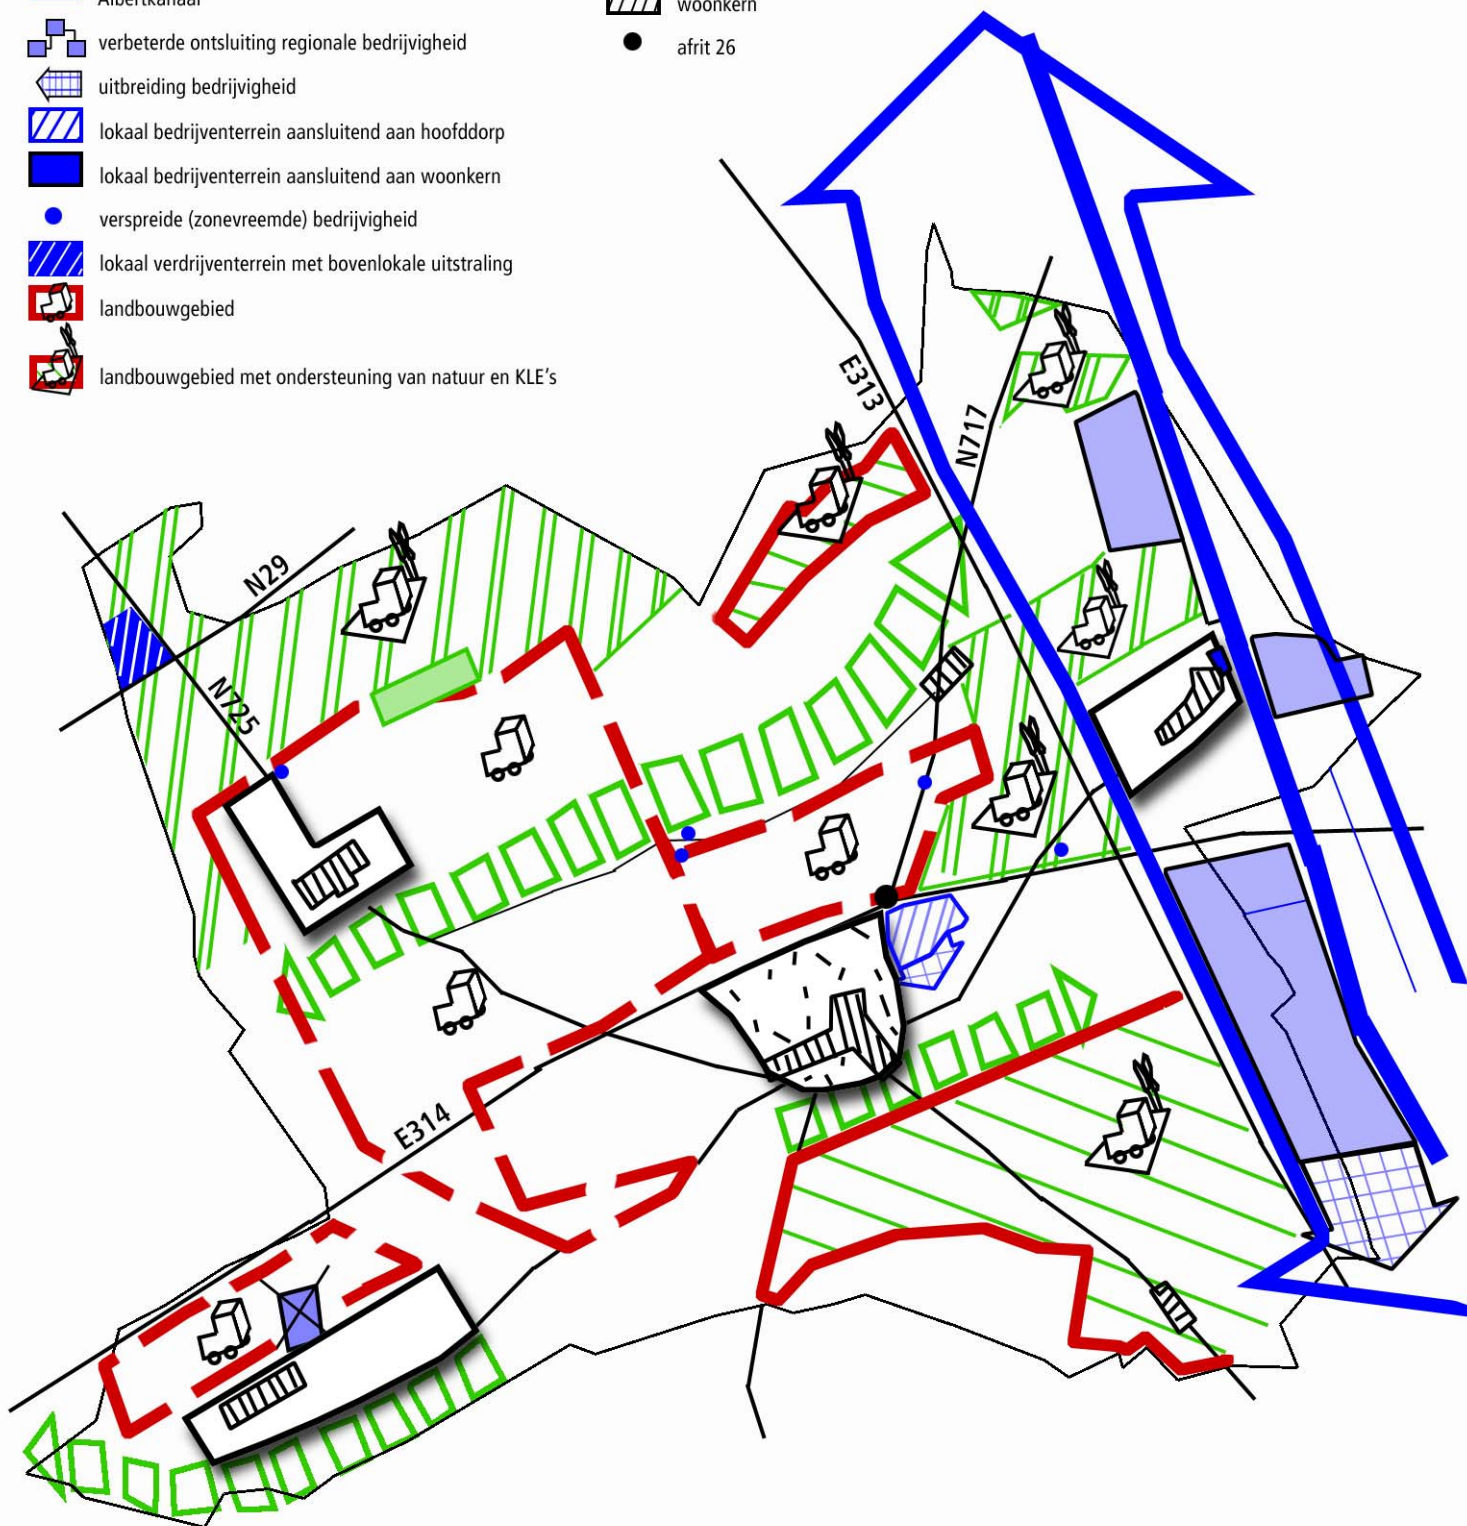 Albertkanaal
verbeterde ontsluiting regionale bedrijvigheid
uitbreiding bedrijvigheid
lokaal bedrijventerrein aansluitend aan hoofddorp
lokaal bedrijventerrein aansluitend aan woonkern
verspreide (zonevreemde) bedrijvigheid
lokaal verdrijventerrein met bovenlokale uitstraling
landbouwgebied
landbouwgebied met ondersteuning van natuur en KLE's
woonkern
afrit 26
E313
N717
N29
N725
E314